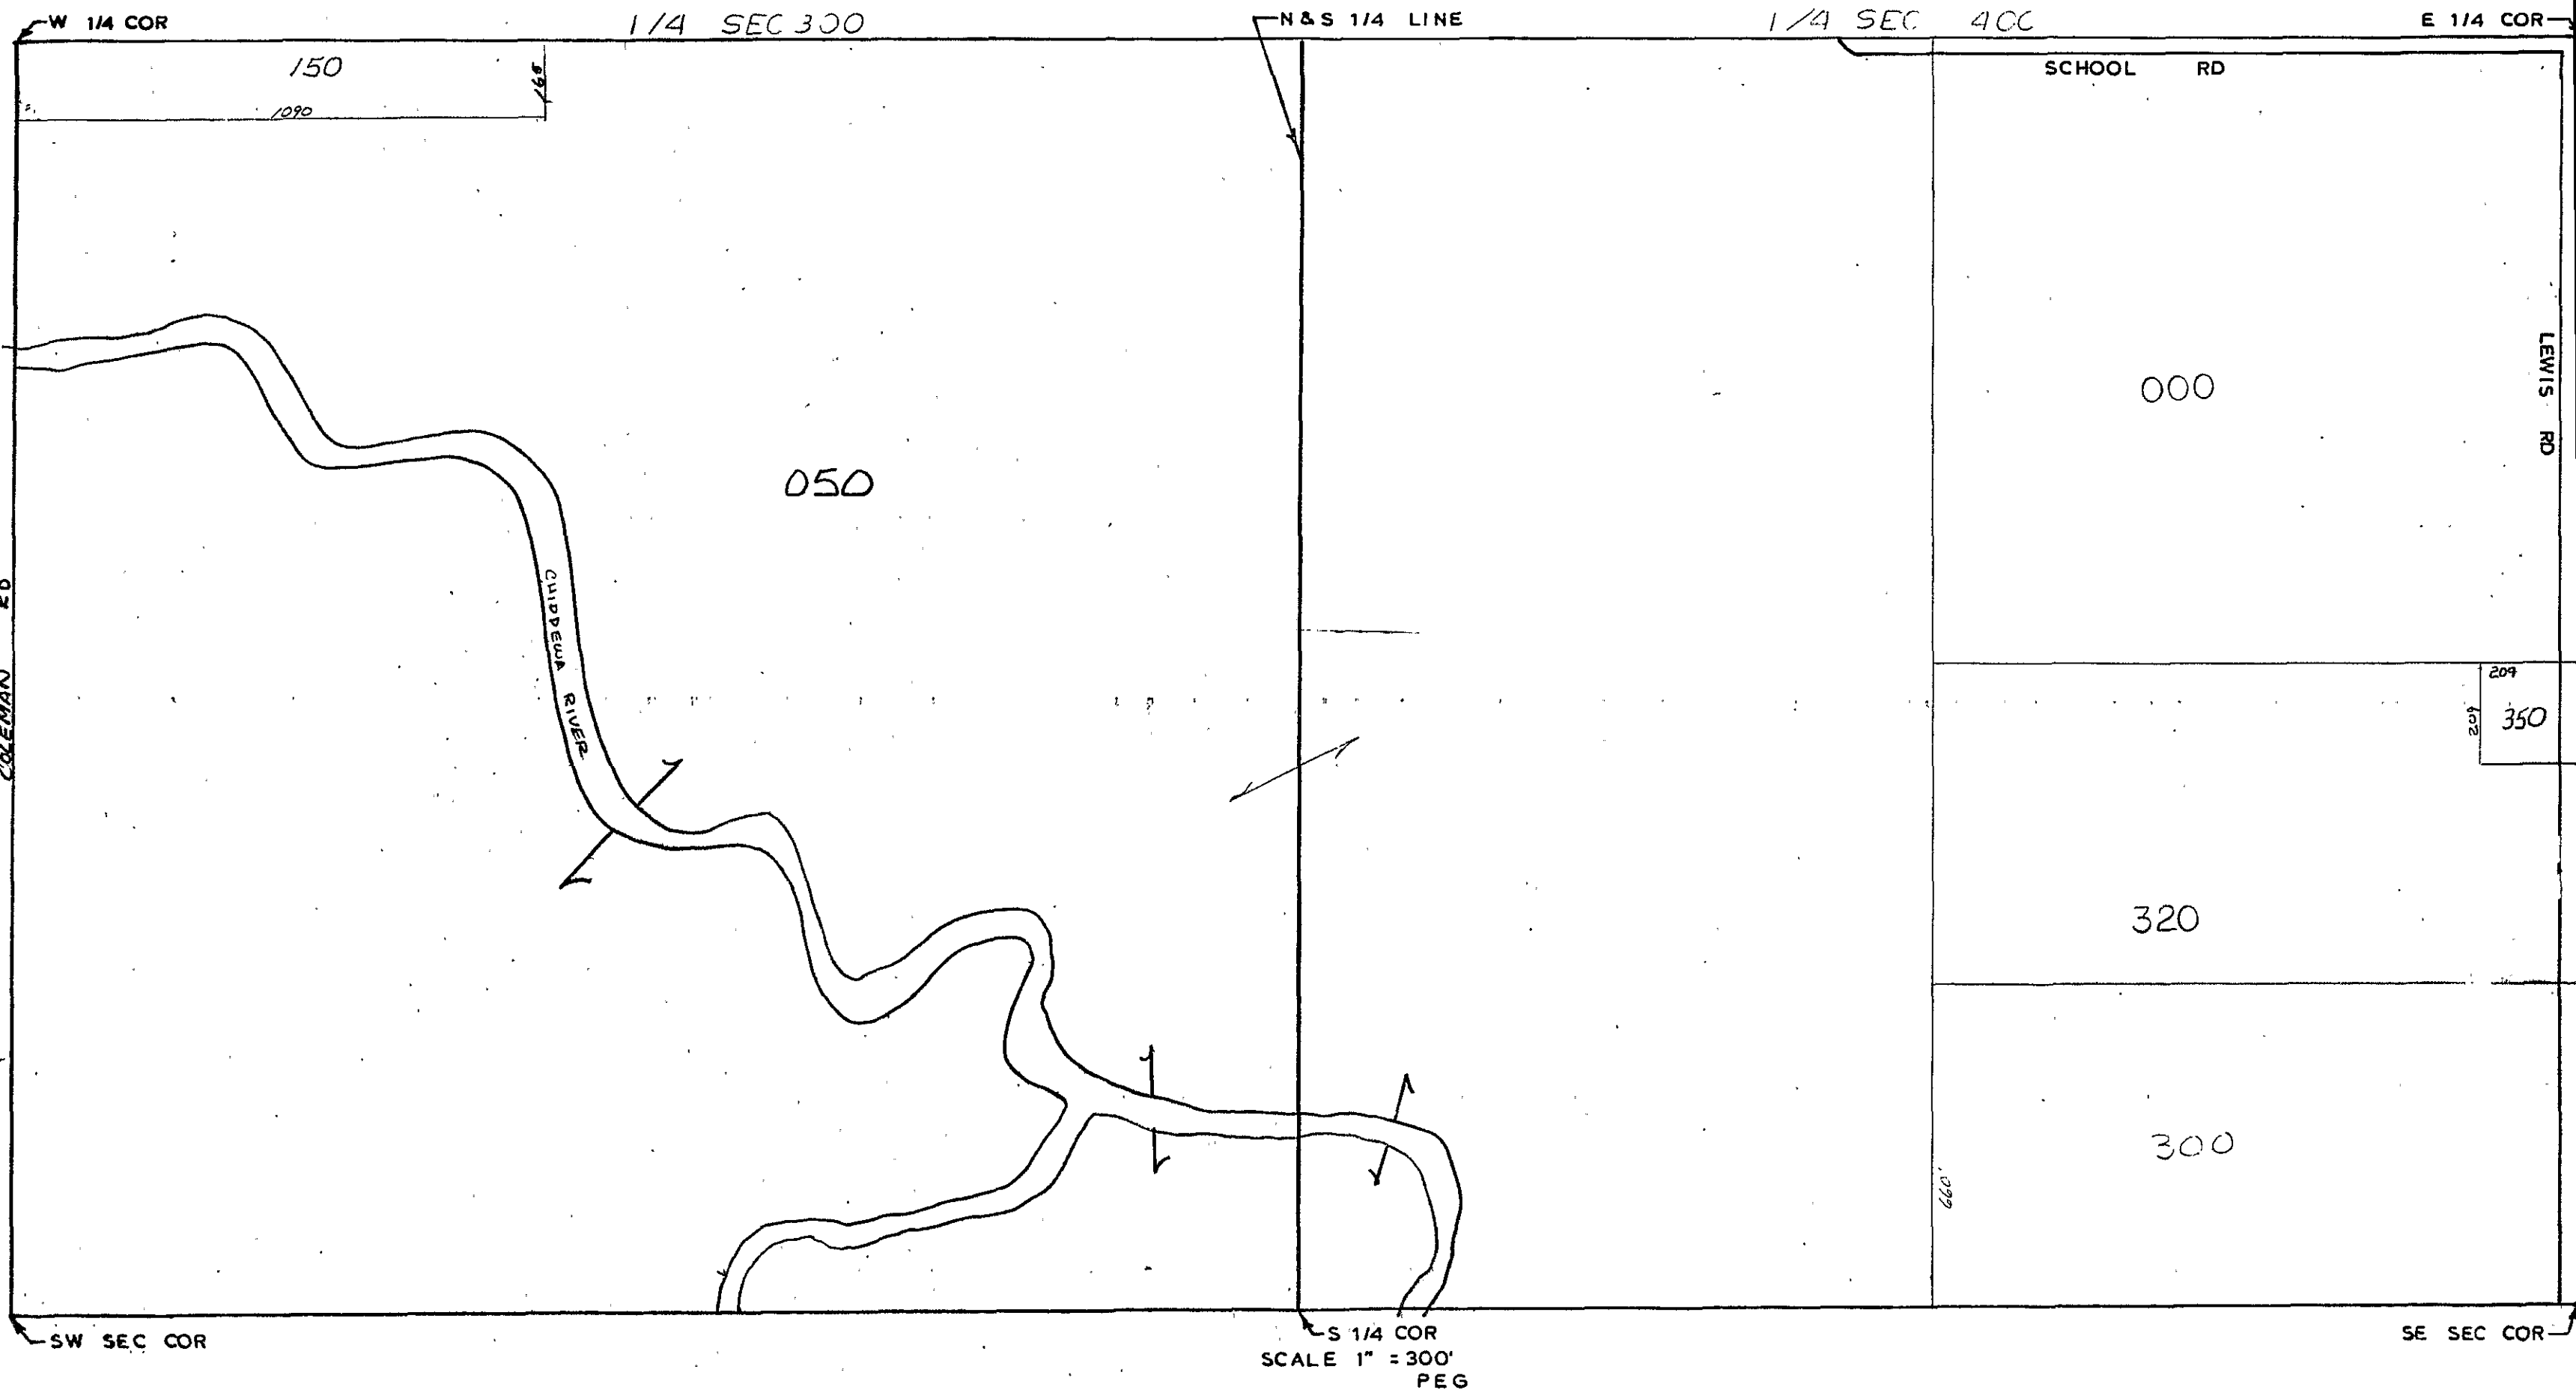 W 1/4 COR
1/4 SEC 300
N & S 1/4 LINE
1/4 SEC 400
E 1/4 COR
150
165
1090
SCHOOL RD
LEWIS RD
000
050
CHIPPEWA RIVER
COLEMAN RD
209
209
350
320
300
660'
SW SEC COR
S 1/4 COR
SE SEC COR
SCALE 1" = 300'
PEG